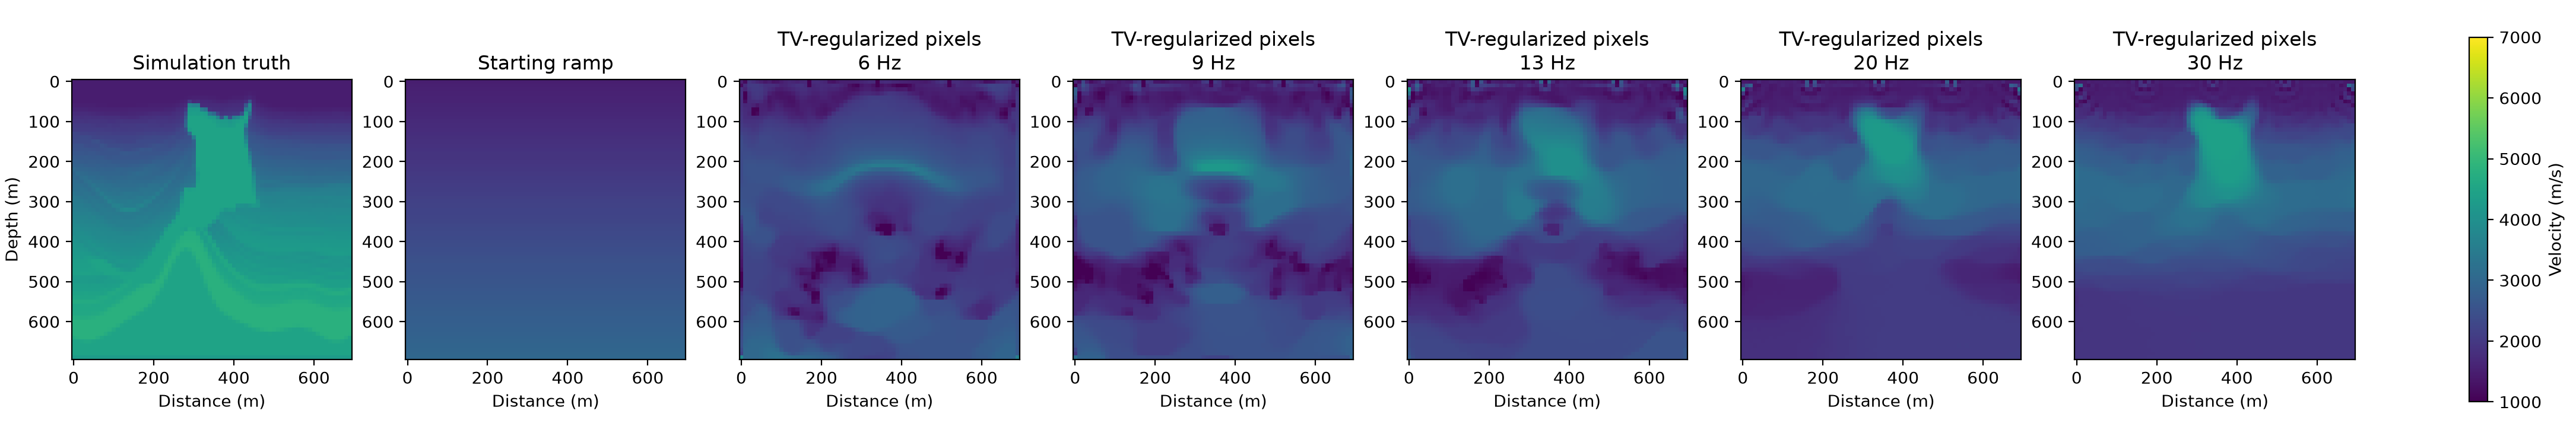 Simulation truth
Starting ramp
TV-regularized pixels
6 Hz
TV-regularized pixels
9 Hz
TV-regularized pixels
13 Hz
TV-regularized pixels
20 Hz
TV-regularized pixels
30 Hz
Depth (m)
0
100
200
300
400
500
600
0 200 400 600
Distance (m)
0
100
200
300
400
500
600
0 200 400 600
Distance (m)
0
100
200
300
400
500
600
0 200 400 600
Distance (m)
0
100
200
300
400
500
600
0 200 400 600
Distance (m)
0
100
200
300
400
500
600
0 200 400 600
Distance (m)
0
100
200
300
400
500
600
0 200 400 600
Distance (m)
0
100
200
300
400
500
600
0 200 400 600
Distance (m)
7000
6000
5000
4000
3000
2000
1000
Velocity (m/s)